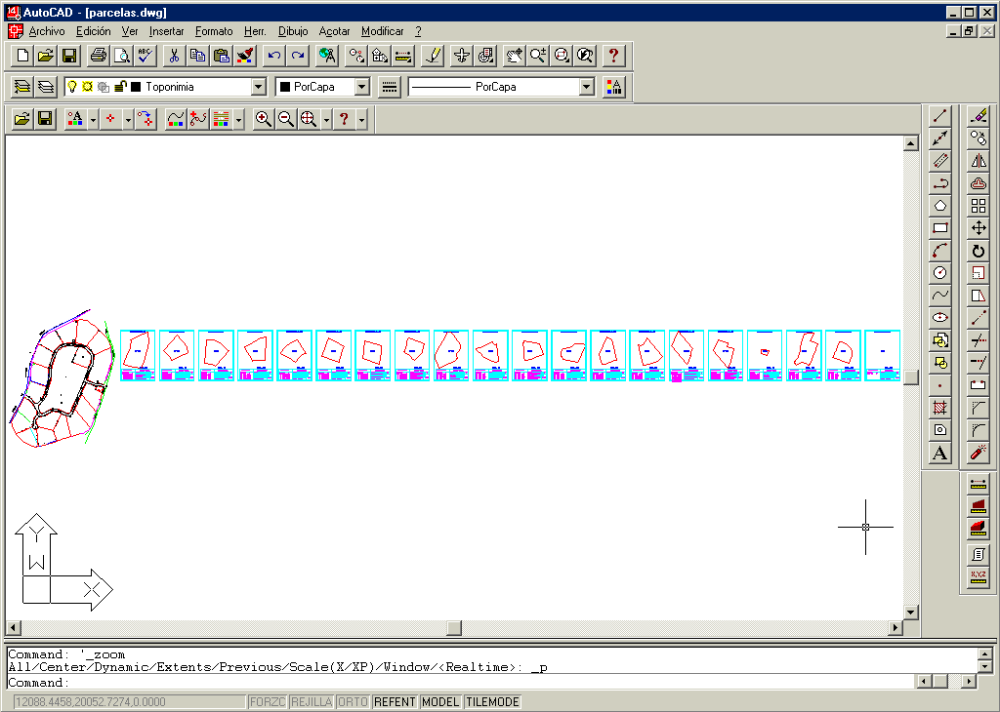 AutoCAD - [parcelas.dwg]
Archivo Edición Ver Insertar Formato Herr. Dibujo Acotar Modificar ?
Toponimia PorCapa PorCapa
Y
W
X
Command: '_zoom
All/Center/Dynamic/Extents/Previous/Scale(X/XP)/Window/<Realtime>: _p
Command:
12088.4458,20052.7274,0.0000 FORZC REJILLA ORTO REFENT MODEL TILEMODE